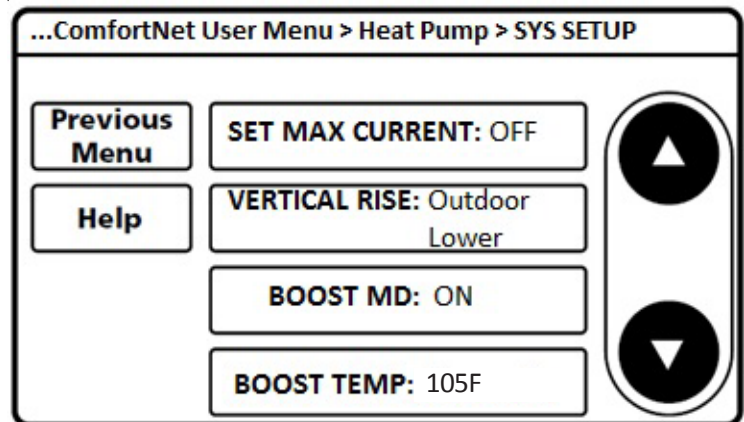 ...ComfortNet User Menu > Heat Pump > SYS SETUP
Previous
Menu
SET MAX CURRENT: OFF
Help
VERTICAL RISE: Outdoor
Lower
BOOST MD: ON
BOOST TEMP: 105F